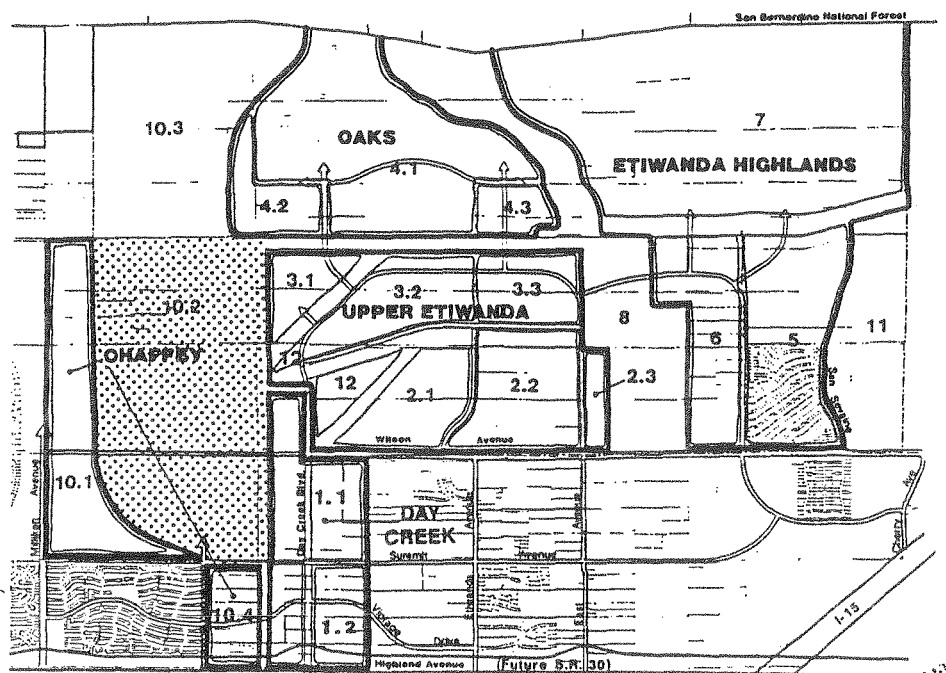 San Bernardino National Forest
10.3
OAKS
7
ETIWANDA HIGHLANDS
4.1
4.2
4.3
3.1
3.2
3.3
10.2
UPPER ETIWANDA
8
6
5
11
CHAFFEY
12
12
2.1
2.2
2.3
San Sevaine
Wilson Avenue
10.1
Milliken Avenue
Day Creek Blvd
1.1
DAY
CREEK
Etiwanda Avenue
East Avenue
Cherry Ave
Summit Avenue
10.4
1.2
Vintage Drive
I-15
Highland Avenue (Future S.R. 30)